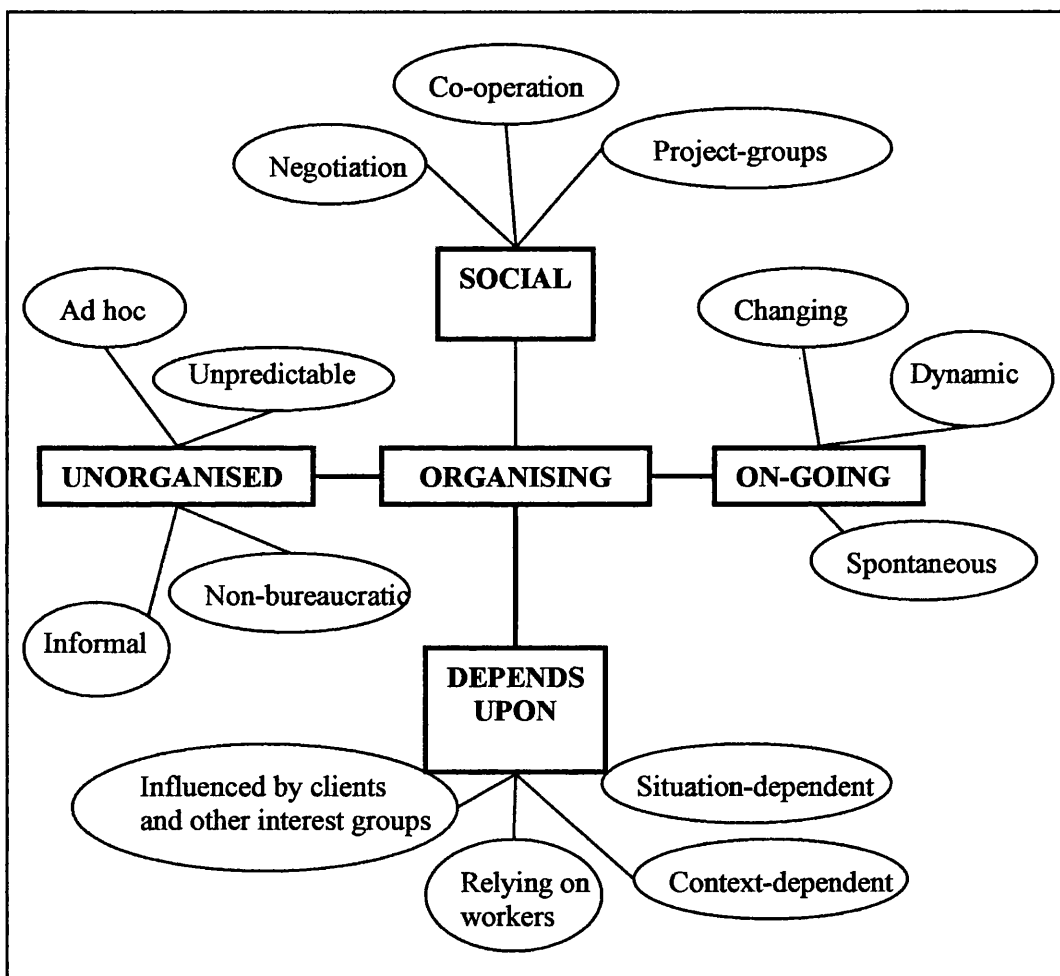 Co-operation
Negotiation
Project-groups
SOCIAL
Ad hoc
Unpredictable
Changing
Dynamic
UNORGANISED
ORGANISING
ON-GOING
Non-bureaucratic
Informal
Spontaneous
DEPENDS
UPON
Influenced by clients
and other interest groups
Situation-dependent
Relying on
workers
Context-dependent